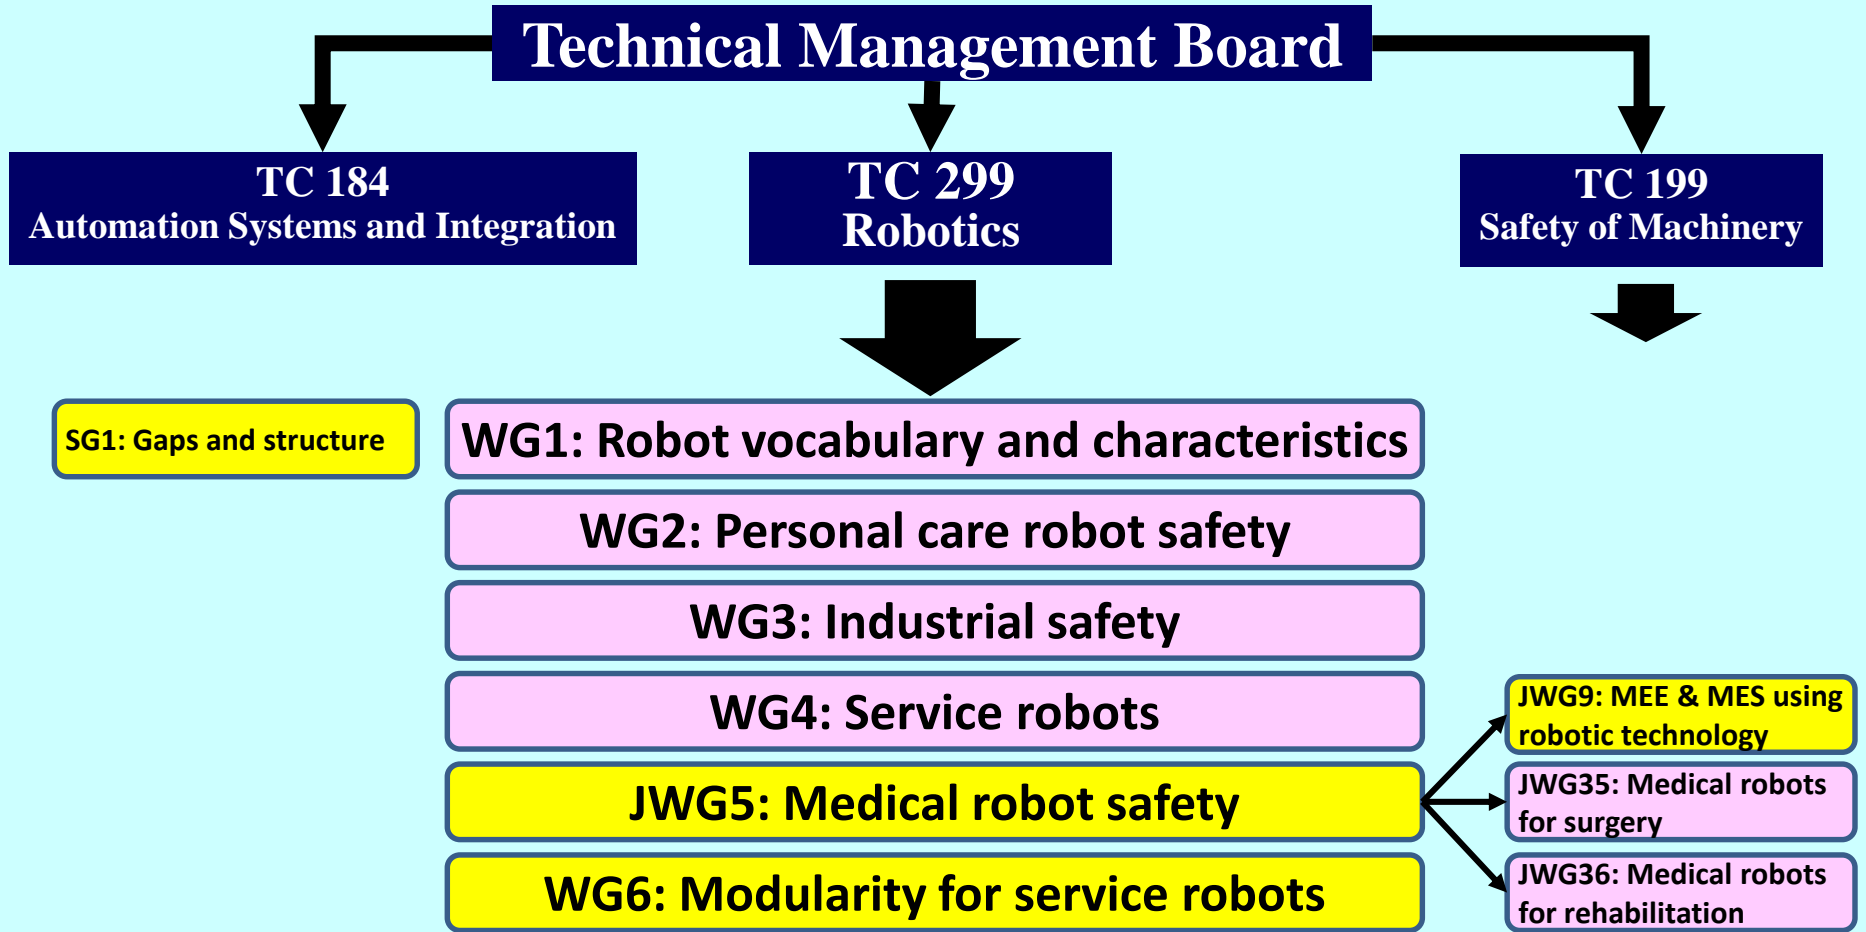 Technical Management Board
TC 184
Automation Systems and Integration
TC 299
Robotics
TC 199
Safety of Machinery
SG1: Gaps and structure
WG1: Robot vocabulary and characteristics
WG2: Personal care robot safety
WG3: Industrial safety
WG4: Service robots
JWG5: Medical robot safety
WG6: Modularity for service robots
JWG9: MEE & MES using
robotic technology
JWG35: Medical robots
for surgery
JWG36: Medical robots
for rehabilitation